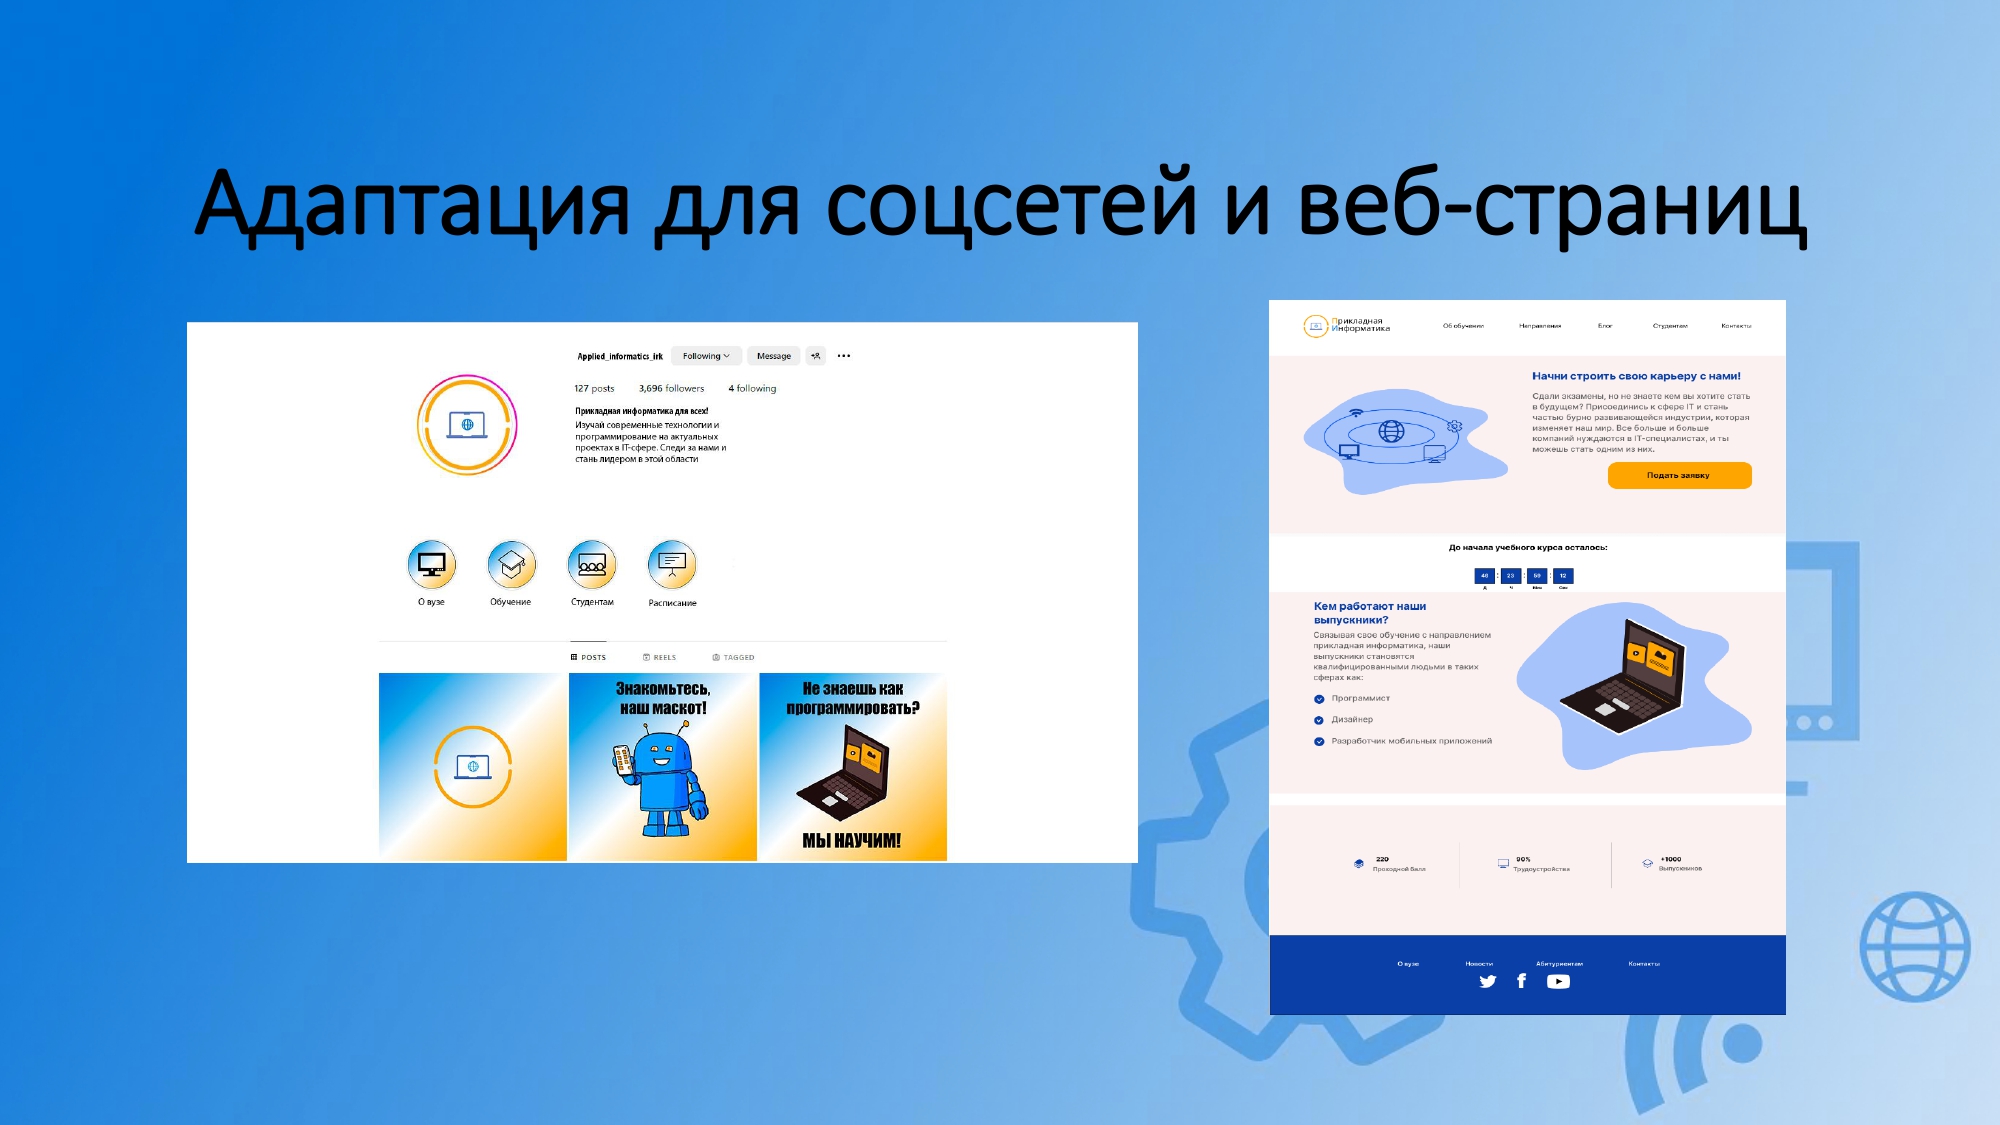 Адаптация для соцсетей и веб-страниц
Applied_informatics_irk
Following
Message
127 posts
3,696 followers
4 following
Прикладная информатика для всех!
Изучай современные технологии и
программирование на актуальных
проектах в IT-сфере. Следи за нами и
стань лидером в этой области
О вузе
Обучение
Студентам
Расписание
POSTS
REELS
TAGGED
Знакомьтесь,
наш маскот!
Не знаешь как
программировать?
МЫ НАУЧИМ!
Прикладная
Информатика
Об обучении
Направления
Блог
Студентам
Контакты
Начни строить свою карьеру с нами!
Сдали экзамены, но не знаете кем вы хотите стать
в будущем? Присоединись к сфере IT и стань
частью бурно развивающейся индустрии, которая
изменяет наш мир. Все больше и больше
компаний нуждаются в IT-специалистах, и ты
можешь стать одним из них.
Подать заявку
До начала учебного курса осталось:
23 : 59 : 12
Д Ч Мин Сек
Кем работают наши
выпускники?
Связывая свое обучение с направлением
прикладная информатика, наши
выпускники становятся
квалифицированными людьми в таких
сферах как:
Программист
Дизайнер
Разработчик мобильных приложений
220
Проходной балл
90%
Трудоустройства
+1000
Выпускников
О вузе
Новости
Абитуриентам
Контакты